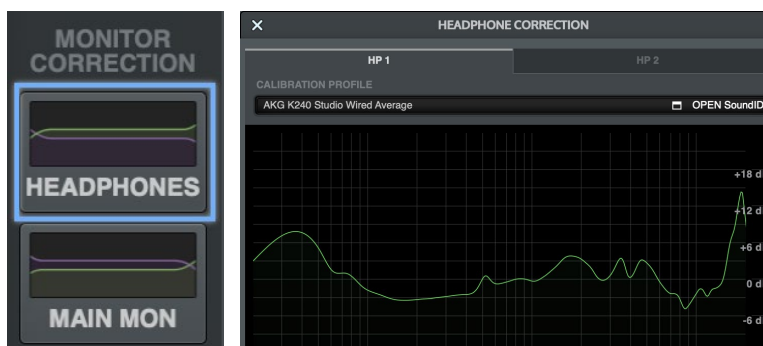 MONITOR
CORRECTION
HEADPHONES
MAIN MON
HEADPHONE CORRECTION
HP 1
HP 2
CALIBRATION PROFILE
AKG K240 Studio Wired Average
OPEN SoundID
+18 d
+12 d
+6 d
0 d
-6 d